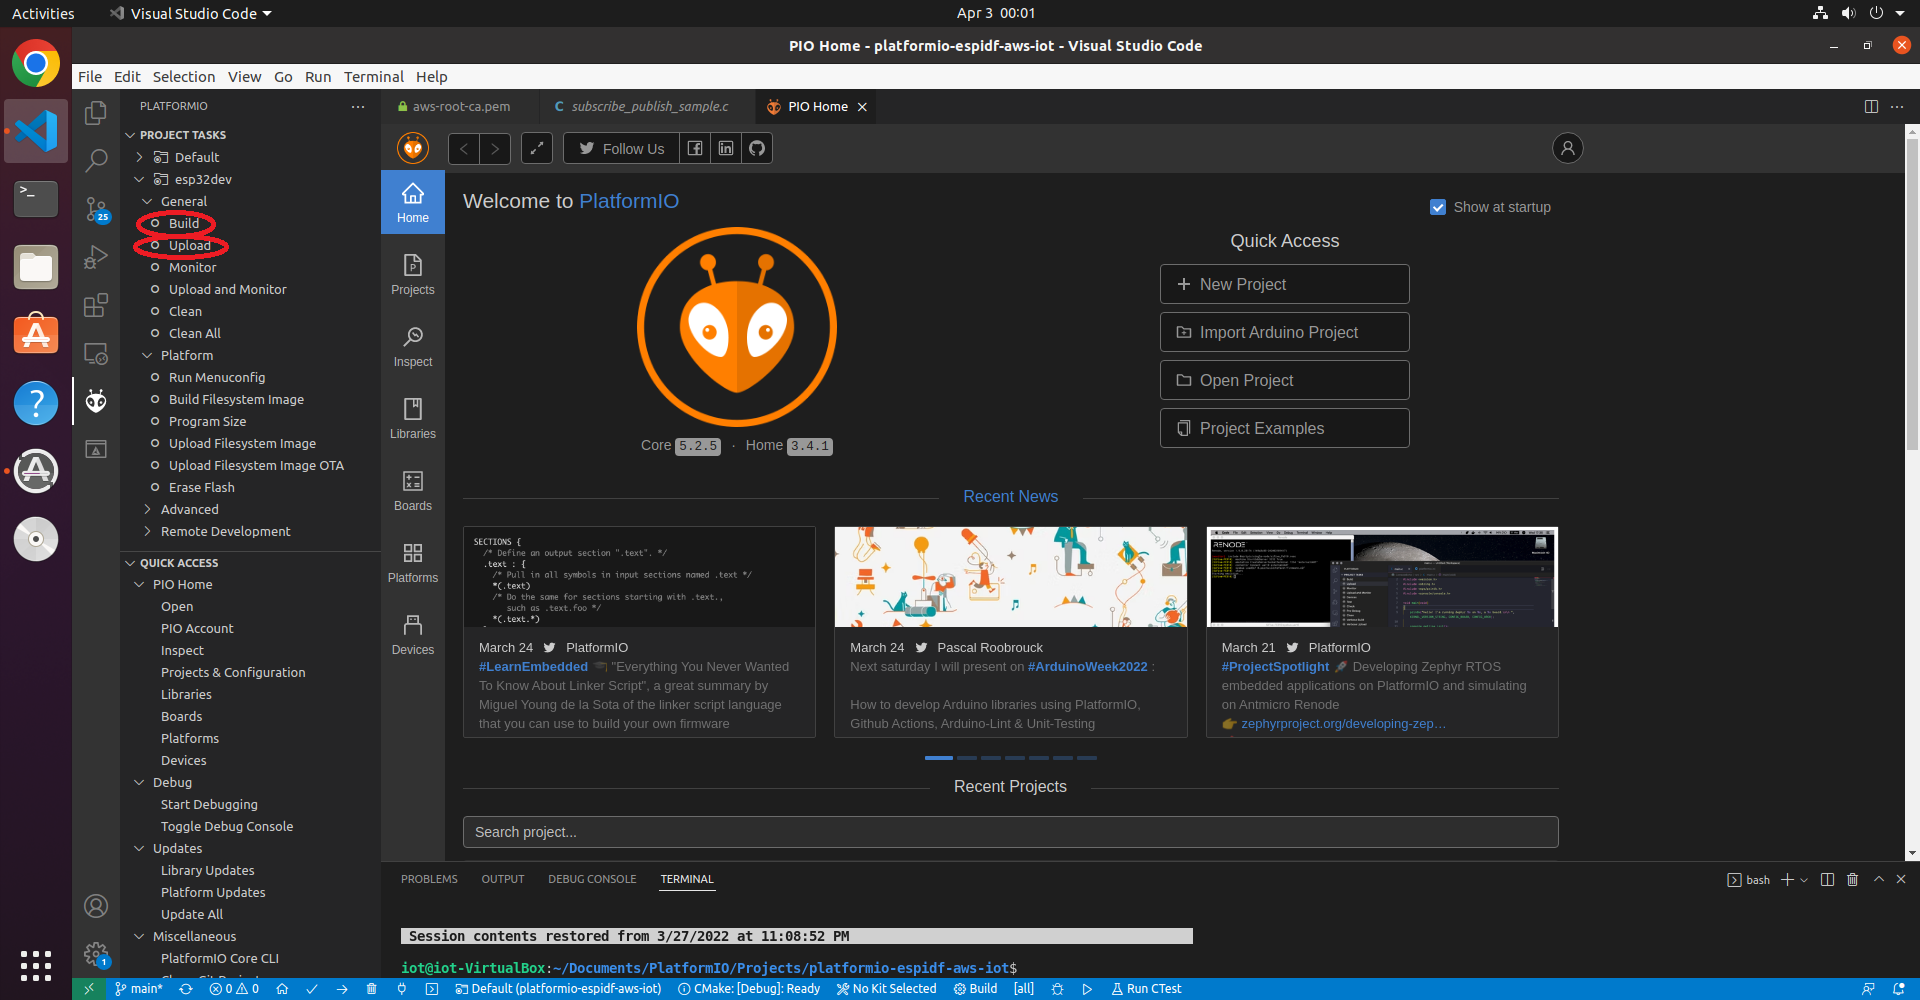 Activities
Visual Studio Code
Apr 3 00:01
PIO Home - platformio-espidf-aws-iot - Visual Studio Code
File Edit Selection View Go Run Terminal Help
PLATFORMIO
PROJECT TASKS
Default
esp32dev
General
Build
Upload
Monitor
Upload and Monitor
Clean
Clean All
Platform
Run Menuconfig
Build Filesystem Image
Program Size
Upload Filesystem Image
Upload Filesystem Image OTA
Erase Flash
Advanced
Remote Development
QUICK ACCESS
PIO Home
Open
PIO Account
Inspect
Projects & Configuration
Libraries
Boards
Platforms
Devices
Debug
Start Debugging
Toggle Debug Console
Updates
Library Updates
Platform Updates
Update All
Miscellaneous
PlatformIO Core CLI
25
1
aws-root-ca.pem
C subscribe_publish_sample.c
PIO Home
Follow Us
Home
Projects
Inspect
Libraries
Boards
Platforms
Devices
Welcome to PlatformIO
Show at startup
Core 5.2.5 · Home 3.4.1
Quick Access
New Project
Import Arduino Project
Open Project
Project Examples
Recent News
SECTIONS {
/* Define an output section ".text". */
.text : {
/* Pull in all symbols in input sections named .text */
*(.text)
/* Do the same for sections starting with .text.,
such as .text.foo */
*(.text.*)
March 24 PlatformIO
#LearnEmbedded 🎓 "Everything You Never Wanted
To Know About Linker Script", a great summary by
Miguel Young de la Sota of the linker script language
that you can use to build your own firmware
March 24 Pascal Roobrouck
Next saturday I will present on #ArduinoWeek2022 :
How to develop Arduino libraries using PlatformIO,
Github Actions, Arduino-Lint & Unit-Testing
RENODE
March 21 PlatformIO
#ProjectSpotlight 🚀 Developing Zephyr RTOS
embedded applications on PlatformIO and simulating
on Antmicro Renode
👉 zephyrproject.org/developing-zep…
Recent Projects
Search project...
PROBLEMS OUTPUT DEBUG CONSOLE TERMINAL
bash
Session contents restored from 3/27/2022 at 11:08:52 PM
iot@iot-VirtualBox:~/Documents/PlatformIO/Projects/platformio-espidf-aws-iot$
main* 0 0 Default (platformio-espidf-aws-iot) CMake: [Debug]: Ready No Kit Selected Build [all] Run CTest